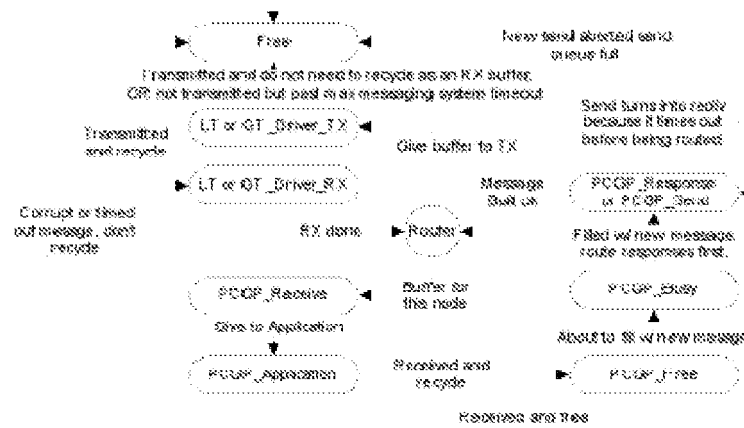 Free
New send aborted send
queue full
Transmitted and do not need to recycle as an RX buffer.
OR not transmitted but past max messaging system timeout
Send turns into reply
because it times out
before being routed.
LT or GT_Driver_TX
Transmitted
and recycle
Give buffer to TX
LT or GT_Driver_RX
Message
Built ok
PCGP_Response
or PCGP_Send
Corrupt or timed
out message, don't
recycle
RX done
Router
Filled w/ new message,
route responses first.
PCGP_Receive
Buffer for
this node
PCGP_Busy
Give to Application
About to fill w/ new message
PCGP_Application
Received and
recycle
PCGP_Free
Received and free